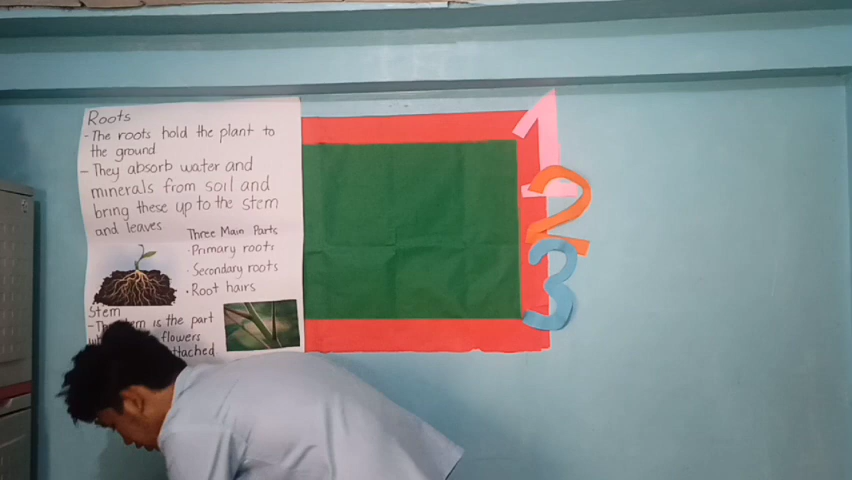 Roots
- The roots hold the plant to
the ground
- They absorb water and
minerals from soil and
bring these up to the stem
and leaves
Three Main Parts
• Primary roots
• Secondary roots
• Root hairs
Stem
- The stem is the part
flowers
attached
1
2
3